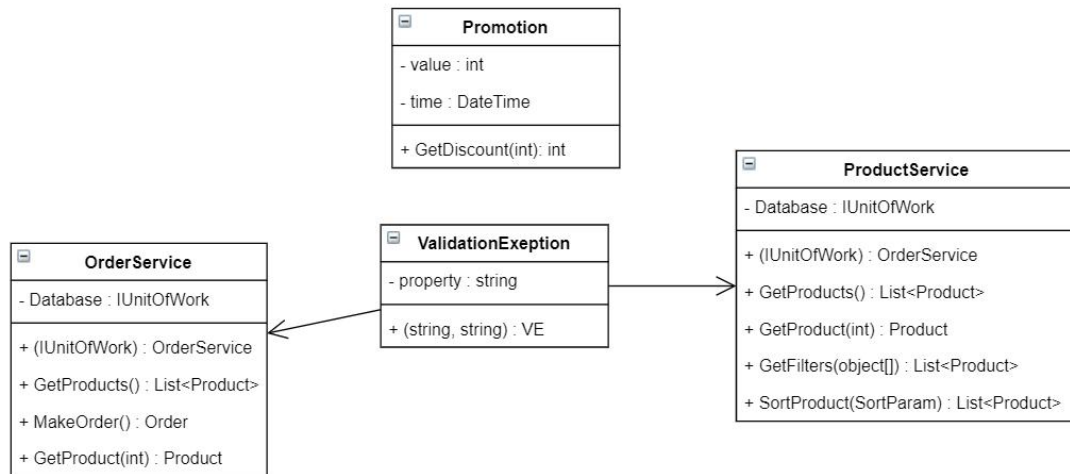 Promotion
- value : int
- time : DateTime
+ GetDiscount(int): int
ProductService
- Database : IUnitOfWork
+ (IUnitOfWork) : OrderService
+ GetProducts() : List<Product>
+ GetProduct(int) : Product
+ GetFilters(object[]) : List<Product>
+ SortProduct(SortParam) : List<Product>
ValidationExeption
- property : string
+ (string, string) : VE
OrderService
- Database : IUnitOfWork
+ (IUnitOfWork) : OrderService
+ GetProducts() : List<Product>
+ MakeOrder() : Order
+ GetProduct(int) : Product